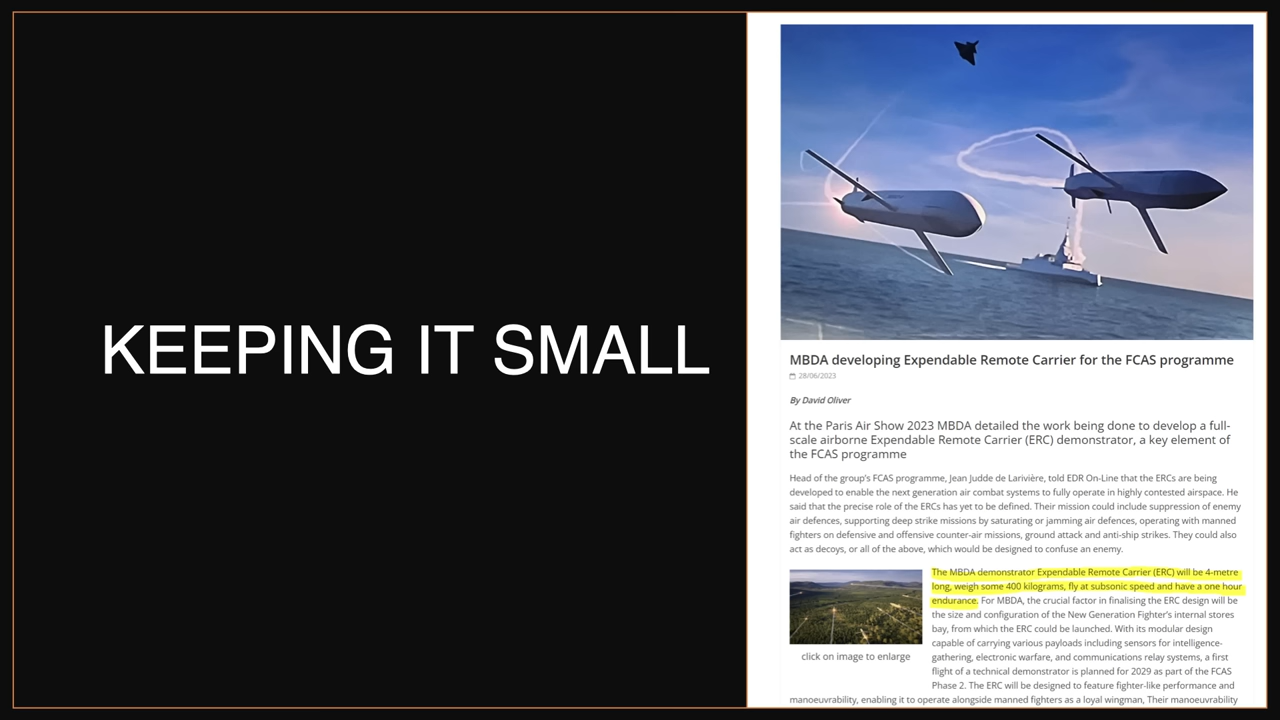 KEEPING IT SMALL
MBDA developing Expendable Remote Carrier for the FCAS programme
28/06/2023
By David Oliver
At the Paris Air Show 2023 MBDA detailed the work being done to develop a full-
scale airborne Expendable Remote Carrier (ERC) demonstrator, a key element of
the FCAS programme
Head of the group's FCAS programme, Jean Judde de Larivière, told EDR On-Line that the ERCs are being
developed to enable the next generation air combat systems to fully operate in highly contested airspace. He
said that the precise role of the ERCs has yet to be defined. Their mission could include suppression of enemy
air defences, supporting deep strike missions by saturating or jamming air defences, operating with manned
fighters on defensive and offensive counter-air missions, ground attack and anti-ship strikes. They could also
act as decoys, or all of the above, which would be designed to confuse an enemy.
The MBDA demonstrator Expendable Remote Carrier (ERC) will be 4-metre
long, weigh some 400 kilograms, fly at subsonic speed and have a one hour
endurance. For MBDA, the crucial factor in finalising the ERC design will be
the size and configuration of the New Generation Fighter's internal stores
bay, from which the ERC could be launched. With its modular design
capable of carrying various payloads including sensors for intelligence-
gathering, electronic warfare, and communications relay systems, a first
flight of a technical demonstrator is planned for 2029 as part of the FCAS
Phase 2. The ERC will be designed to feature fighter-like performance and
manoeuvrability, enabling it to operate alongside manned fighters as a loyal wingman, Their manoeuvrability
click on image to enlarge